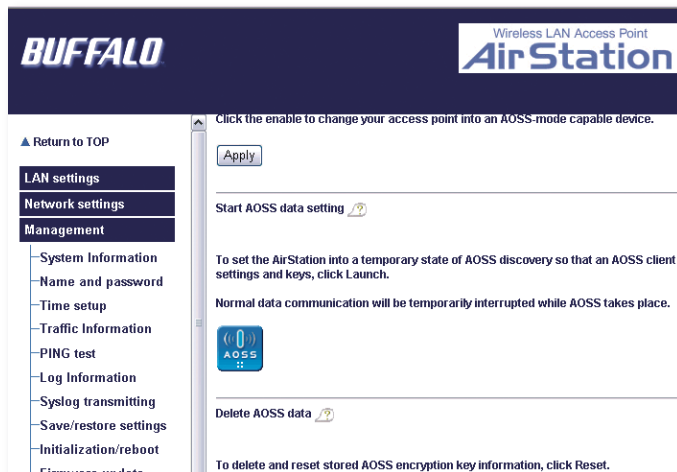 BUFFALO
Wireless LAN Access Point
AirStation
Return to TOP
LAN settings
Network settings
Management
System Information
Name and password
Time setup
Traffic Information
PING test
Log Information
Syslog transmitting
Save/restore settings
Initialization/reboot
Firmware update
Click the enable to change your access point into an AOSS-mode capable device.
Apply
Start AOSS data setting
To set the AirStation into a temporary state of AOSS discovery so that an AOSS client
settings and keys, click Launch.
Normal data communication will be temporarily interrupted while AOSS takes place.
AOSS
Delete AOSS data
To delete and reset stored AOSS encryption key information, click Reset.